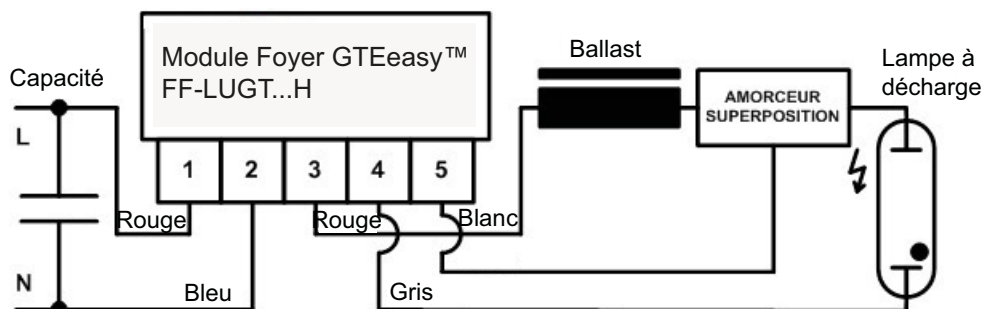 Module Foyer GTEeasy™
FF-LUGT...H
Capacité
Ballast
Lampe à
décharge
AMORCEUR
SUPERPOSITION
L
1 2 3 4 5
Rouge
Rouge
Blanc
N
Bleu
Gris